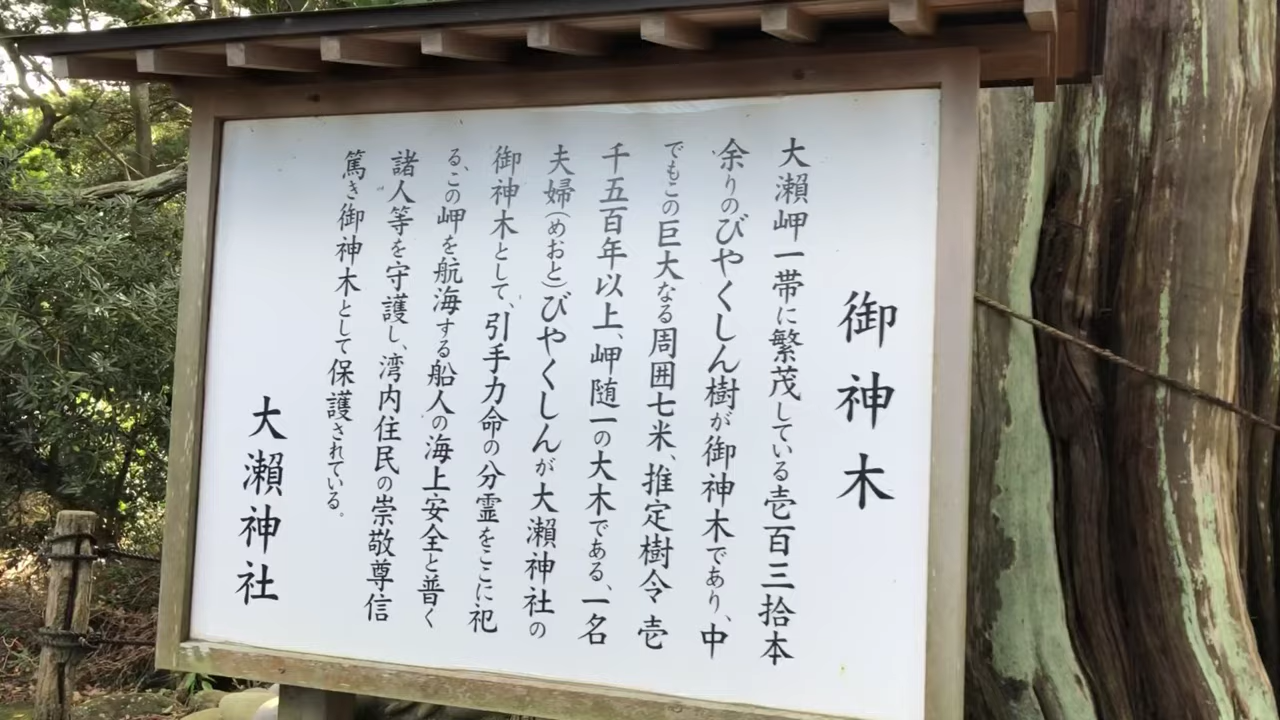 御神木
大瀬岬一帯に繁茂している壱百三拾本
余りのびやくしん樹が御神木であり、中
でもこの巨大なる周囲七米、推定樹令壱
千五百年以上、岬随一の大木である、一名
夫婦(めおと)びやくしんが大瀬神社の
御神木として、引手力命の分霊をここに祀
る、この岬を航海する船人の海上安全と普く
諸人等を守護し、湾内住民の崇敬尊信
篤き御神木として保護されている。
大瀬神社